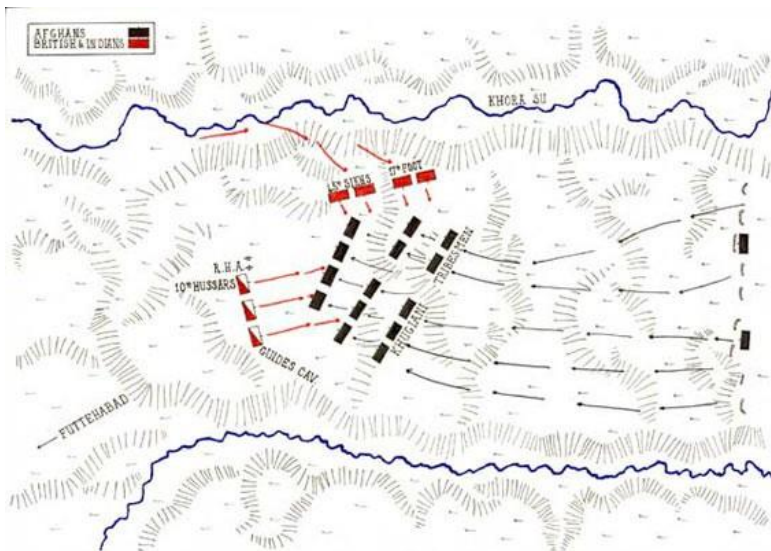 AFGHANS
BRITISH & INDIANS
KHORA SU
45TH SIKHS
17TH FOOT
R.H.A.
10TH HUSSARS
TRIBESMEN
KHUGIANI
GUIDES CAV.
FUTTEHABAD